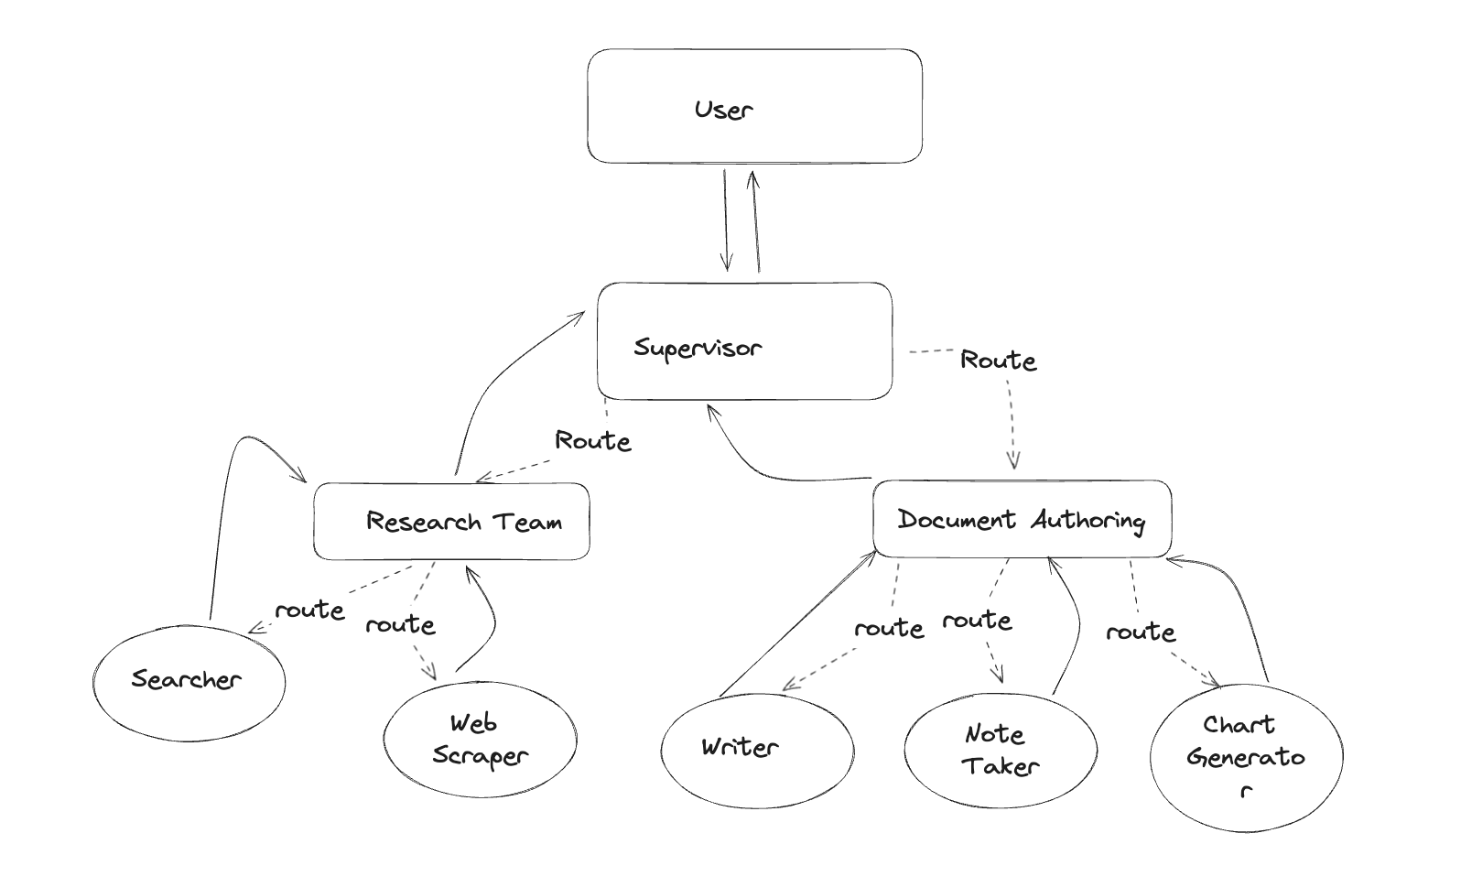 User
Supervisor
Route
Route
Research Team
Document Authoring
route
route
route
route
route
Searcher
Web
Scraper
Writer
Note
Taker
Chart
Generato
r